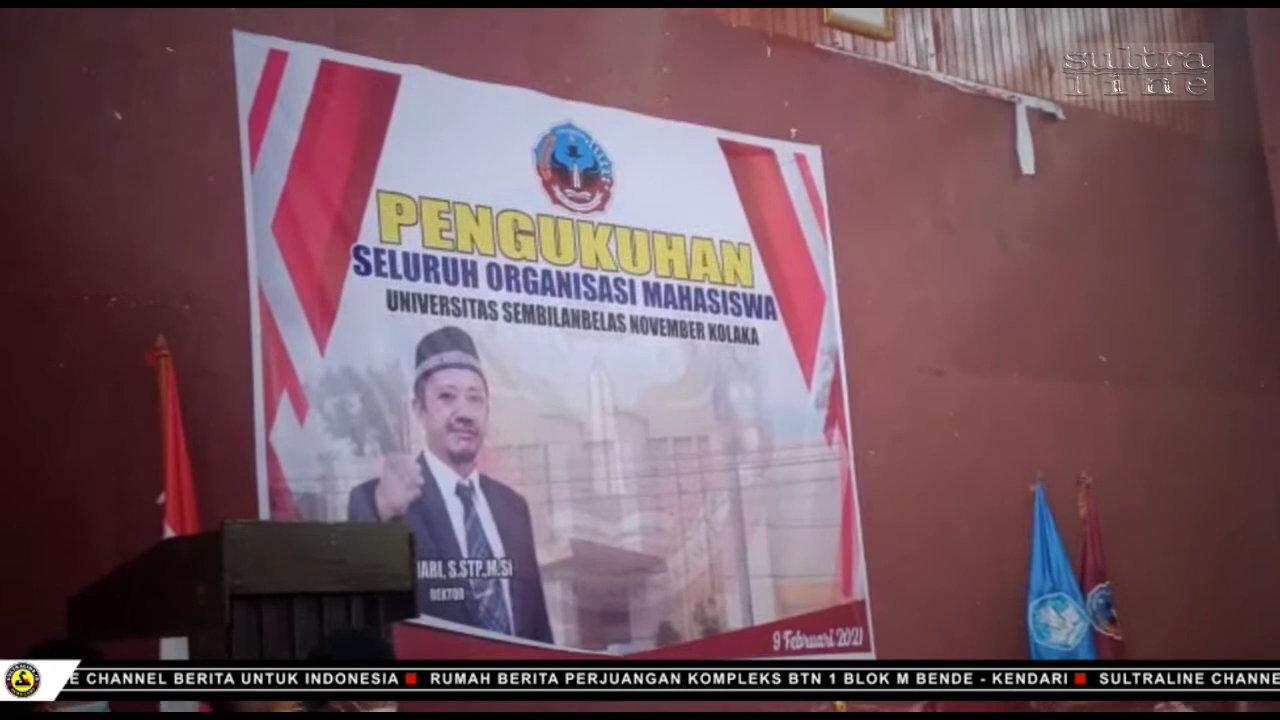 sultra
line
PENGUKUHAN
SELURUH ORGANISASI MAHASISWA
UNIVERSITAS SEMBILANBELAS NOVEMBER KOLAKA
S.STP.,M.Si
REKTOR
9 Februari 2021
E CHANNEL BERITA UNTUK INDONESIA ■ RUMAH BERITA PERJUANGAN KOMPLEKS BTN 1 BLOK M BENDE - KENDARI ■ SULTRALINE CHANNE